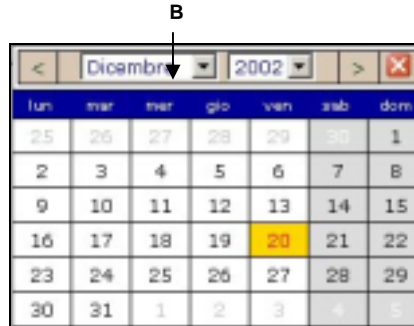 B
< Dicembre 2002 > X
lun mar mer gio ven sab dom
25 26 27 28 29 30 1
2 3 4 5 6 7 8
9 10 11 12 13 14 15
16 17 18 19 20 21 22
23 24 25 26 27 28 29
30 31 1 2 3 4 5